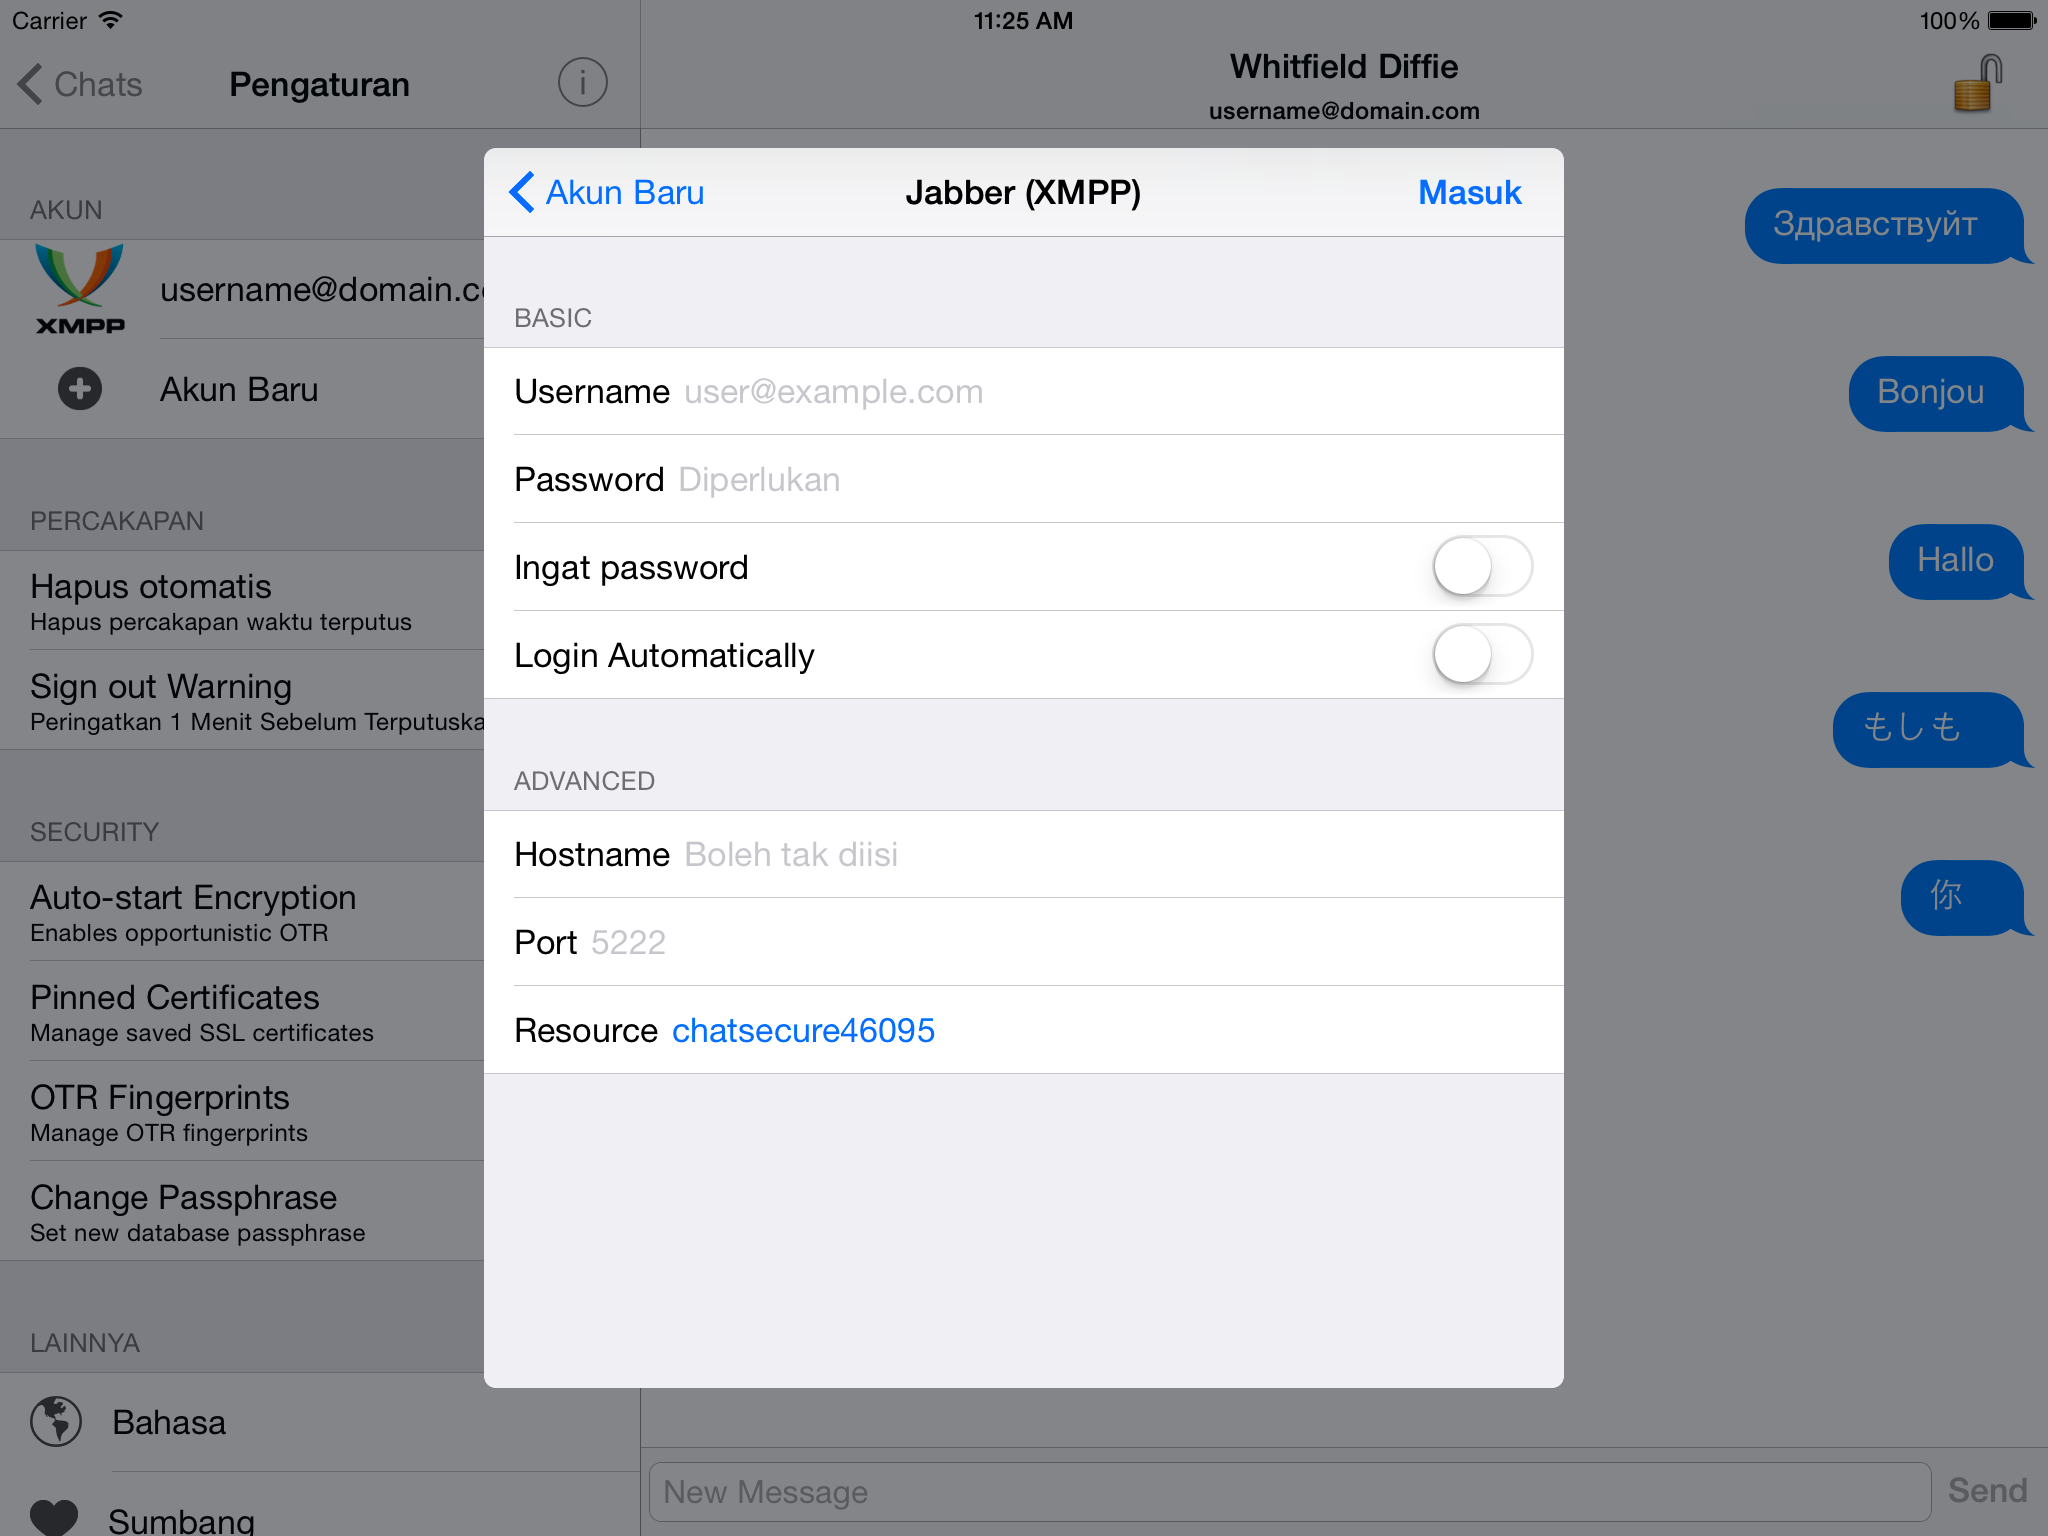 Carrier 11:25 AM 100%
Chats Pengaturan i
Whitfield Diffie
username@domain.com
AKUN
XMPP
username@domain.c
Akun Baru
PERCAKAPAN
Hapus otomatis
Hapus percakapan waktu terputus
Sign out Warning
Peringatkan 1 Menit Sebelum Terputuska
SECURITY
Auto-start Encryption
Enables opportunistic OTR
Pinned Certificates
Manage saved SSL certificates
OTR Fingerprints
Manage OTR fingerprints
Change Passphrase
Set new database passphrase
LAINNYA
Bahasa
Sumbang
Akun Baru Jabber (XMPP) Masuk
BASIC
Username user@example.com
Password Diperlukan
Ingat password
Login Automatically
ADVANCED
Hostname Boleh tak diisi
Port 5222
Resource chatsecure46095
Здравствуйт
Bonjou
Hallo
もしも
你
New Message Send